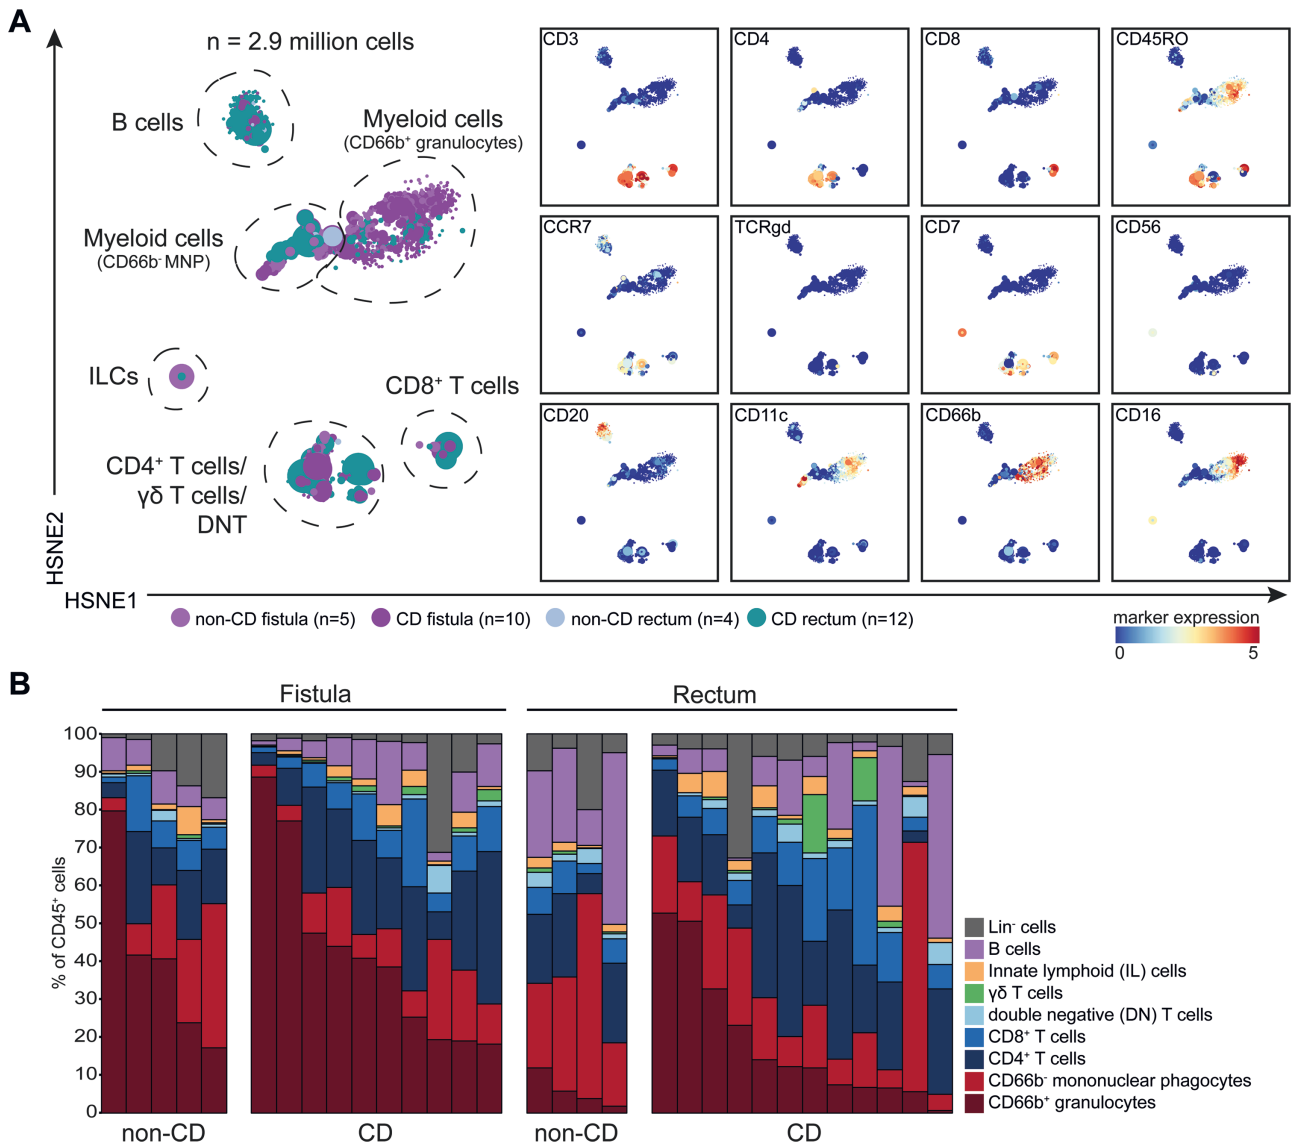 A
n = 2.9 million cells
B cells
Myeloid cells
(CD66b⁺ granulocytes)
Myeloid cells
(CD66b⁻ MNP)
ILCs
CD8⁺ T cells
CD4⁺ T cells/
γδ T cells/
DNT
HSNE2
HSNE1
CD3
CD4
CD8
CD45RO
CCR7
TCRgd
CD7
CD56
CD20
CD11c
CD66b
CD16
non-CD fistula (n=5)
CD fistula (n=10)
non-CD rectum (n=4)
CD rectum (n=12)
marker expression
0 5
B
Fistula
Rectum
% of CD45⁺ cells
100
90
80
70
60
50
40
30
20
10
0
non-CD
CD
non-CD
CD
Lin⁻ cells
B cells
Innate lymphoid (IL) cells
γδ T cells
double negative (DN) T cells
CD8⁺ T cells
CD4⁺ T cells
CD66b⁻ mononuclear phagocytes
CD66b⁺ granulocytes